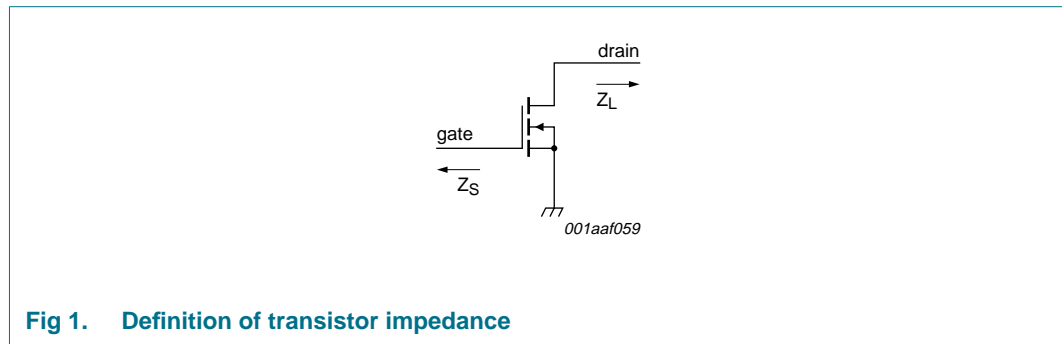 drain
Z_L
gate
Z_S
001aaf059
Fig 1. Definition of transistor impedance